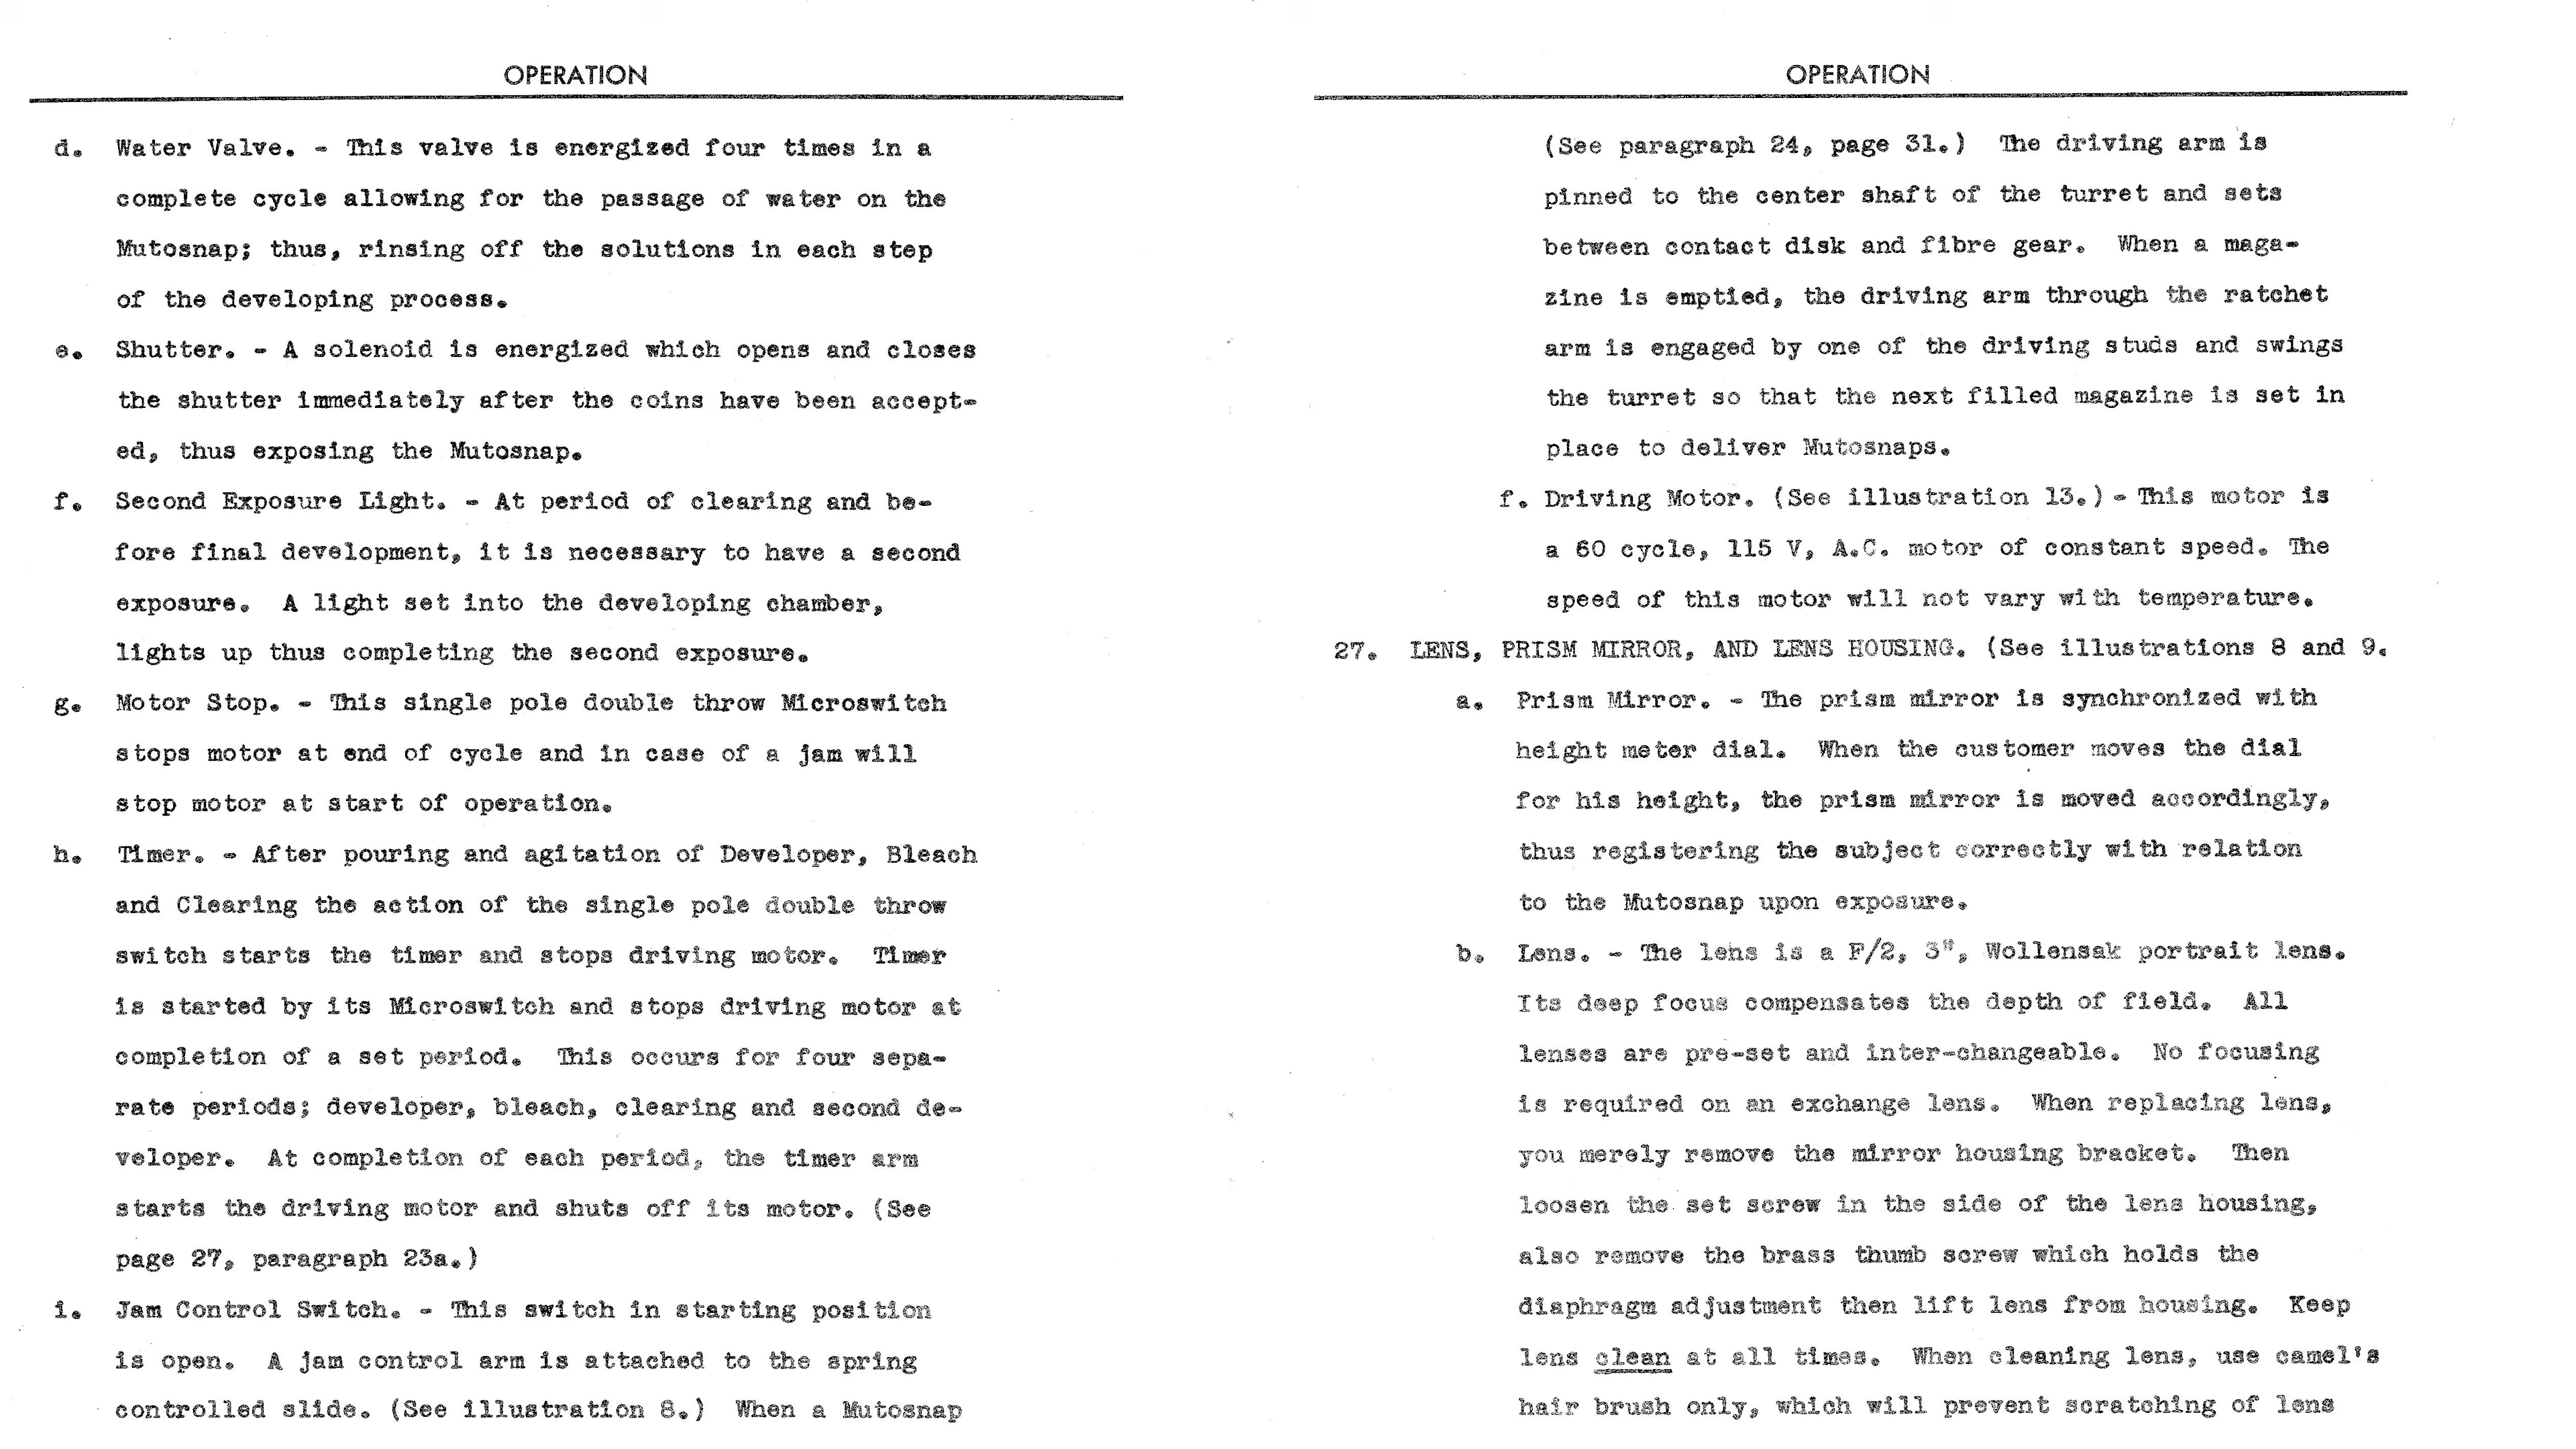 OPERATION
d. Water Valve. - This valve is energized four times in a
complete cycle allowing for the passage of water on the
Mutosnap; thus, rinsing off the solutions in each step
of the developing process.
e. Shutter. - A solenoid is energized which opens and closes
the shutter immediately after the coins have been accept-
ed, thus exposing the Mutosnap.
f. Second Exposure Light. - At period of clearing and be-
fore final development, it is necessary to have a second
exposure. A light set into the developing chamber,
lights up thus completing the second exposure.
g. Motor Stop. - This single pole double throw Microswitch
stops motor at end of cycle and in case of a jam will
stop motor at start of operation.
h. Timer. - After pouring and agitation of Developer, Bleach
and Clearing the action of the single pole double throw
switch starts the timer and stops driving motor. Timer
is started by its Microswitch and stops driving motor at
completion of a set period. This occurs for four sepa-
rate periods; developer, bleach, clearing and second de-
veloper. At completion of each period, the timer arm
starts the driving motor and shuts off its motor. (See
page 27, paragraph 23a.)
i. Jam Control Switch. - This switch in starting position
is open. A jam control arm is attached to the spring
controlled slide. (See illustration 8.) When a Mutosnap
OPERATION
(See paragraph 24, page 31.) The driving arm is
pinned to the center shaft of the turret and sets
between contact disk and fibre gear. When a maga-
zine is emptied, the driving arm through the ratchet
arm is engaged by one of the driving studs and swings
the turret so that the next filled magazine is set in
place to deliver Mutosnaps.
f. Driving Motor. (See illustration 13.) - This motor is
a 60 cycle, 115 V, A.C. motor of constant speed. The
speed of this motor will not vary with temperature.
27. LENS, PRISM MIRROR, AND LENS HOUSING. (See illustrations 8 and 9.
a. Prism Mirror. - The prism mirror is synchronized with
height meter dial. When the customer moves the dial
for his height, the prism mirror is moved accordingly,
thus registering the subject correctly with relation
to the Mutosnap upon exposure.
b. Lens. - The lens is a F/2, 3", Wollensak portrait lens.
Its deep focus compensates the depth of field. All
lenses are pre-set and inter-changeable. No focusing
is required on an exchange lens. When replacing lens,
you merely remove the mirror housing bracket. Then
loosen the set screw in the side of the lens housing,
also remove the brass thumb screw which holds the
diaphragm adjustment then lift lens from housing. Keep
lens clean at all times. When cleaning lens, use camel's
hair brush only, which will prevent scratching of lens